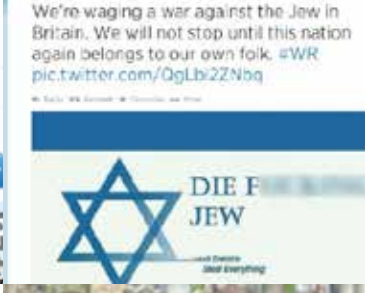 We're waging a war against the Jew in
Britain. We will not stop until this nation
again belongs to our own folk. #WR
pic.twitter.com/QgLbi2ZNbq
DIE F
JEW